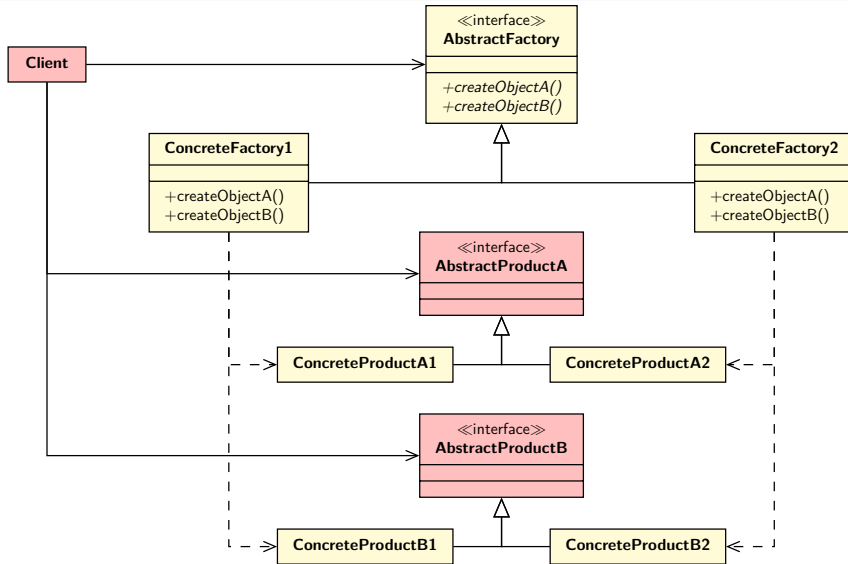 ≪interface≫
AbstractFactory
+createObjectA()
+createObjectB()
Client
ConcreteFactory1
+createObjectA()
+createObjectB()
ConcreteFactory2
+createObjectA()
+createObjectB()
≪interface≫
AbstractProductA
ConcreteProductA1
ConcreteProductA2
≪interface≫
AbstractProductB
ConcreteProductB1
ConcreteProductB2